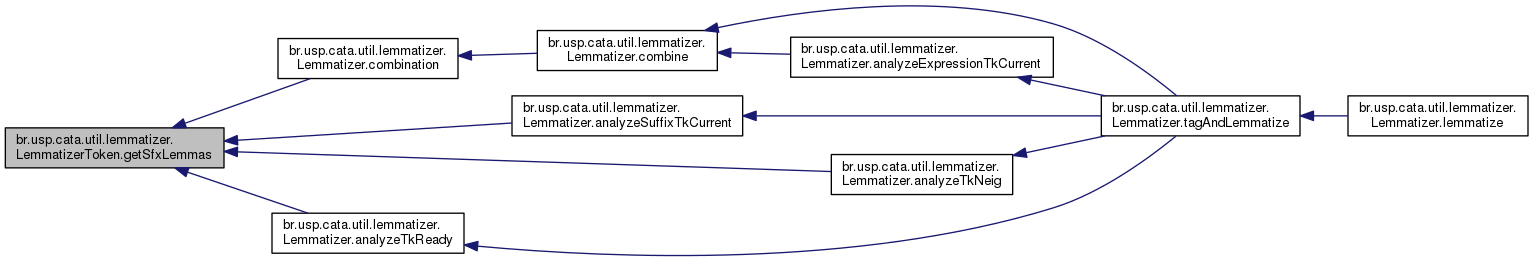 br.usp.cata.util.lemmatizer.
LemmatizerToken.getSfxLemmas
br.usp.cata.util.lemmatizer.
Lemmatizer.combination
br.usp.cata.util.lemmatizer.
Lemmatizer.combine
br.usp.cata.util.lemmatizer.
Lemmatizer.analyzeExpressionTkCurrent
br.usp.cata.util.lemmatizer.
Lemmatizer.analyzeSuffixTkCurrent
br.usp.cata.util.lemmatizer.
Lemmatizer.analyzeTkNeig
br.usp.cata.util.lemmatizer.
Lemmatizer.analyzeTkReady
br.usp.cata.util.lemmatizer.
Lemmatizer.tagAndLemmatize
br.usp.cata.util.lemmatizer.
Lemmatizer.lemmatize